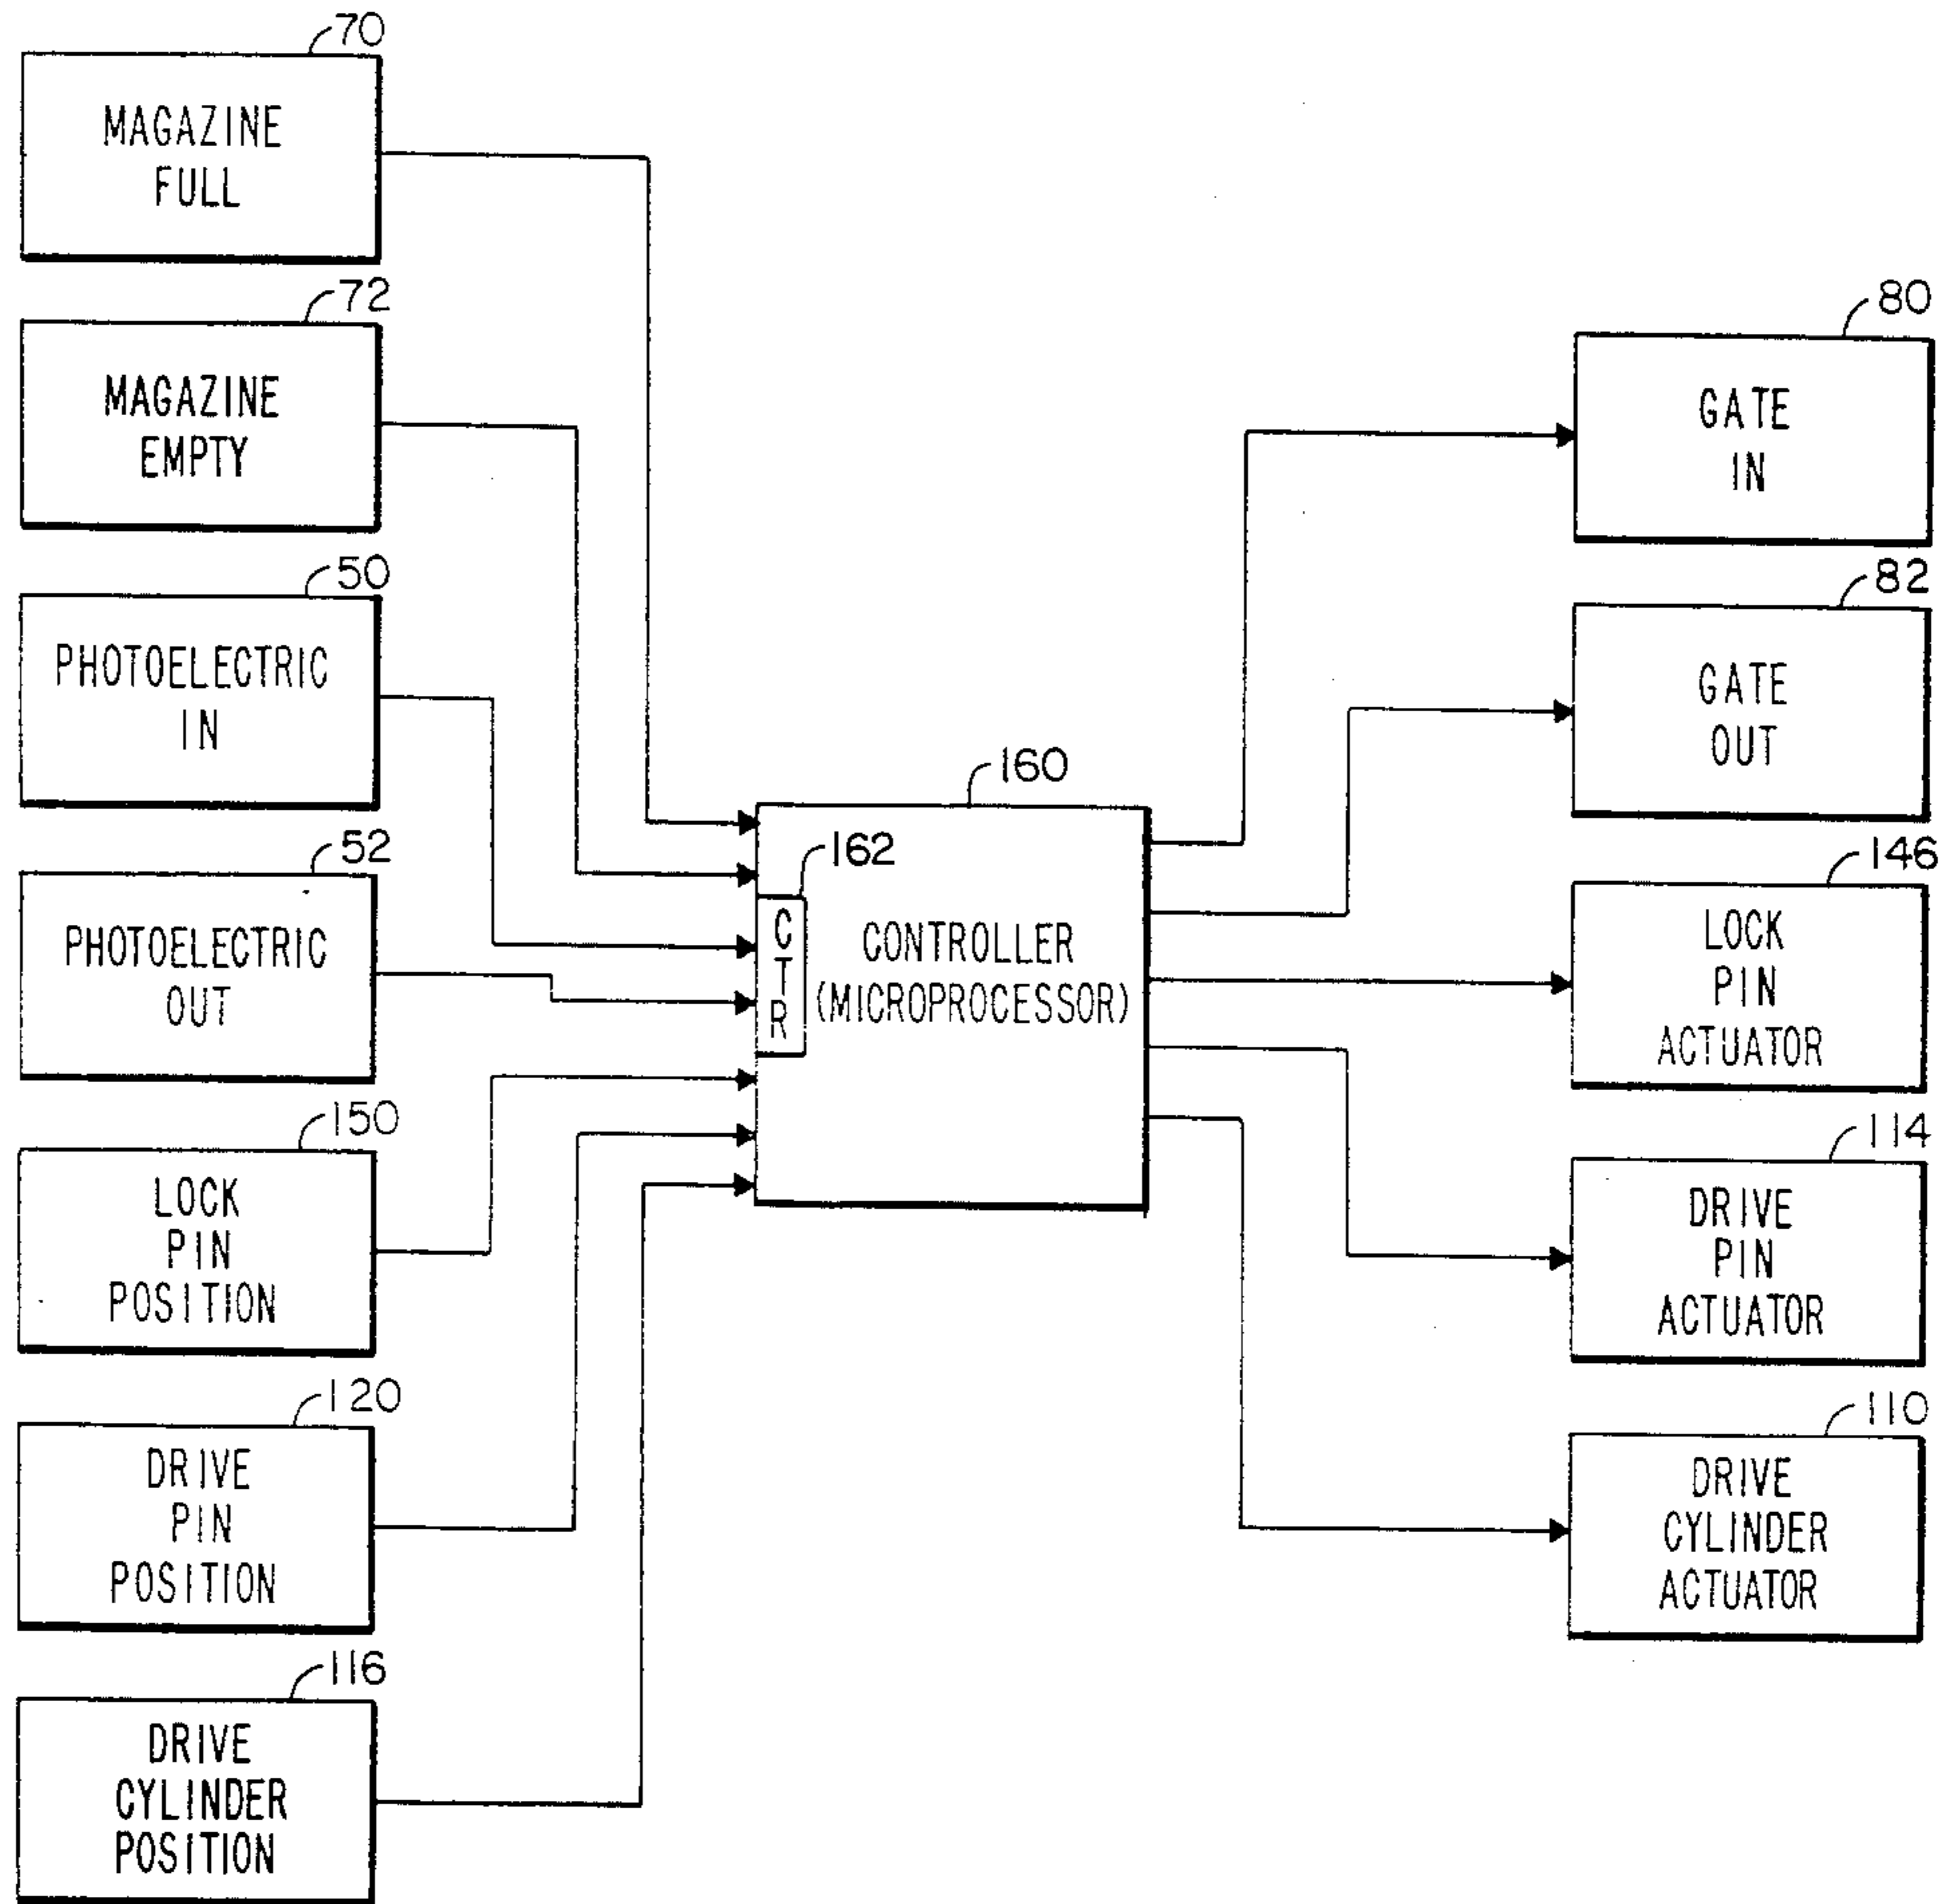 70
MAGAZINE
FULL
72
MAGAZINE
EMPTY
50
PHOTOELECTRIC
IN
52
PHOTOELECTRIC
OUT
150
LOCK
PIN
POSITION
120
DRIVE
PIN
POSITION
116
DRIVE
CYLINDER
POSITION
160
162
CTR
CONTROLLER
(MICROPROCESSOR)
80
GATE
IN
82
GATE
OUT
146
LOCK
PIN
ACTUATOR
114
DRIVE
PIN
ACTUATOR
110
DRIVE
CYLINDER
ACTUATOR